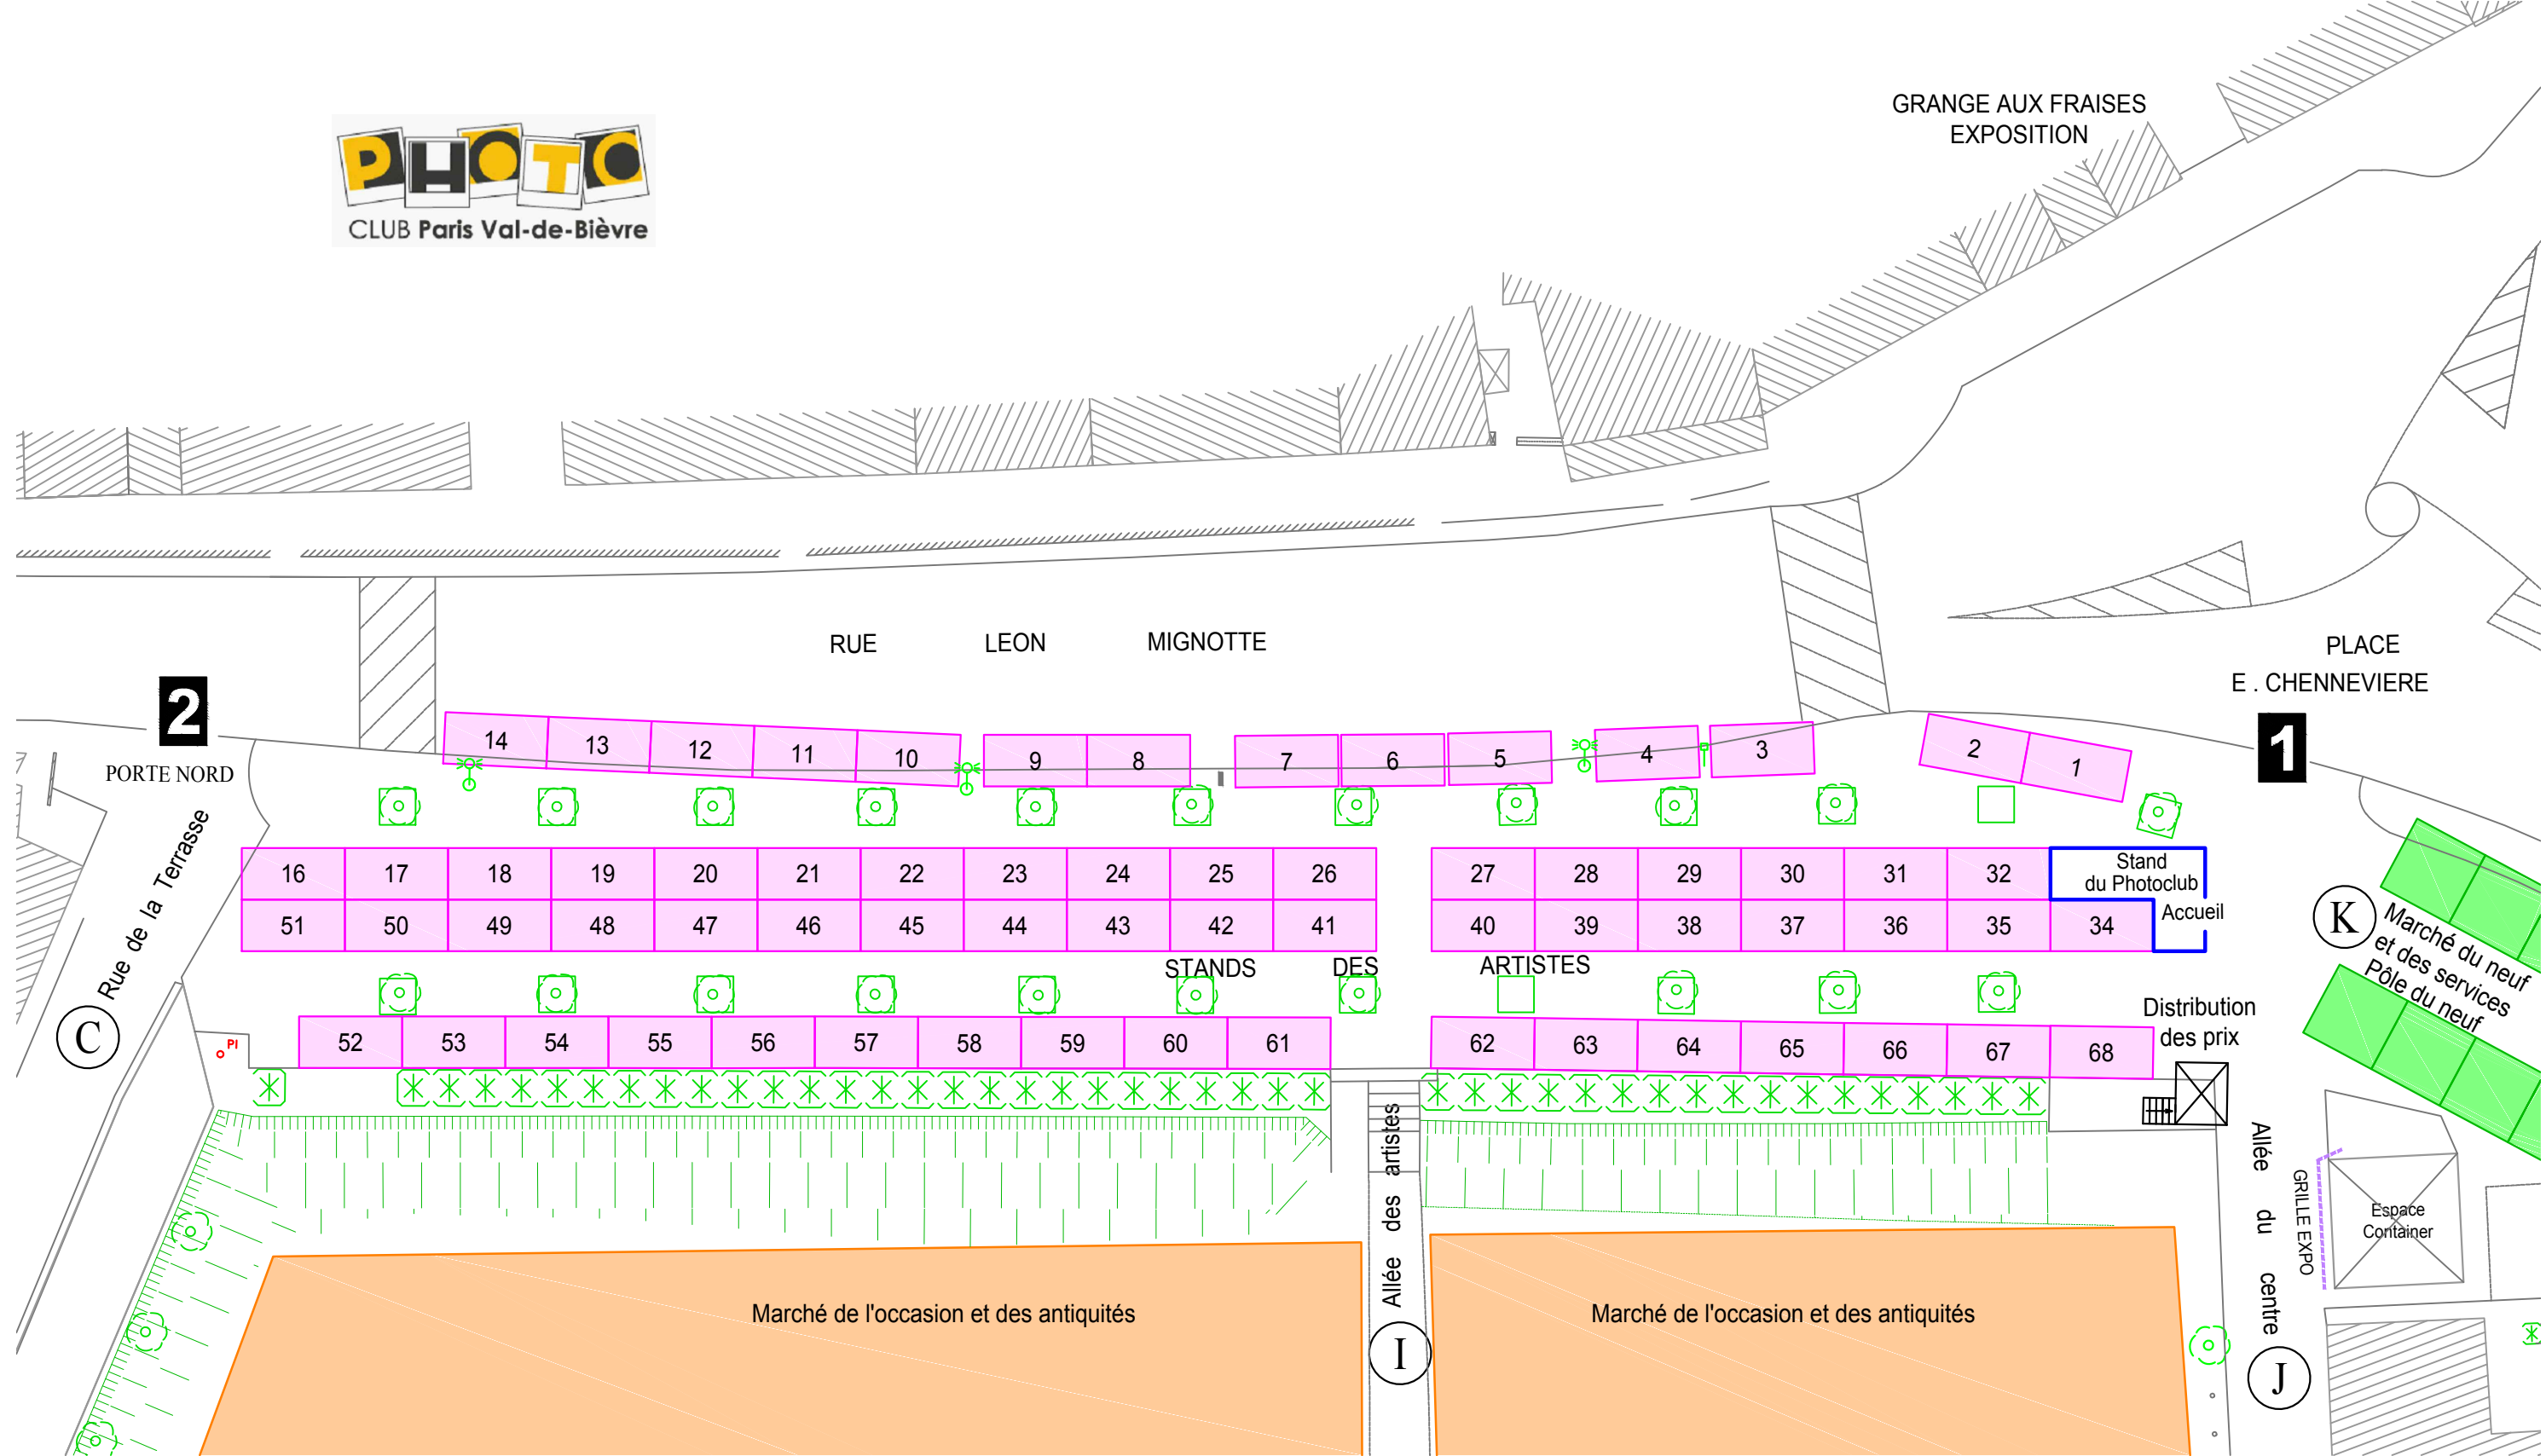 GRANGE AUX FRAISES
EXPOSITION
PHOTO
CLUB Paris Val-de-Bièvre
RUE LEON MIGNOTTE
PLACE
E . CHENNEVIERE
2
PORTE NORD
1
14 13 12 11 10 9 8 7 6 5 4 3 2 1
Rue de la Terrasse
C
16 17 18 19 20 21 22 23 24 25 26 27 28 29 30 31 32
Stand
du Photoclub
Accueil
51 50 49 48 47 46 45 44 43 42 41 40 39 38 37 36 35 34
K
Marché du neuf
et des services
Pôle du neuf
STANDS DES ARTISTES
Distribution
des prix
PI
52 53 54 55 56 57 58 59 60 61 62 63 64 65 66 67 68
Allée des artistes
I
Allée du centre
J
GRILLE EXPO
Espace
Container
Marché de l'occasion et des antiquités
Marché de l'occasion et des antiquités